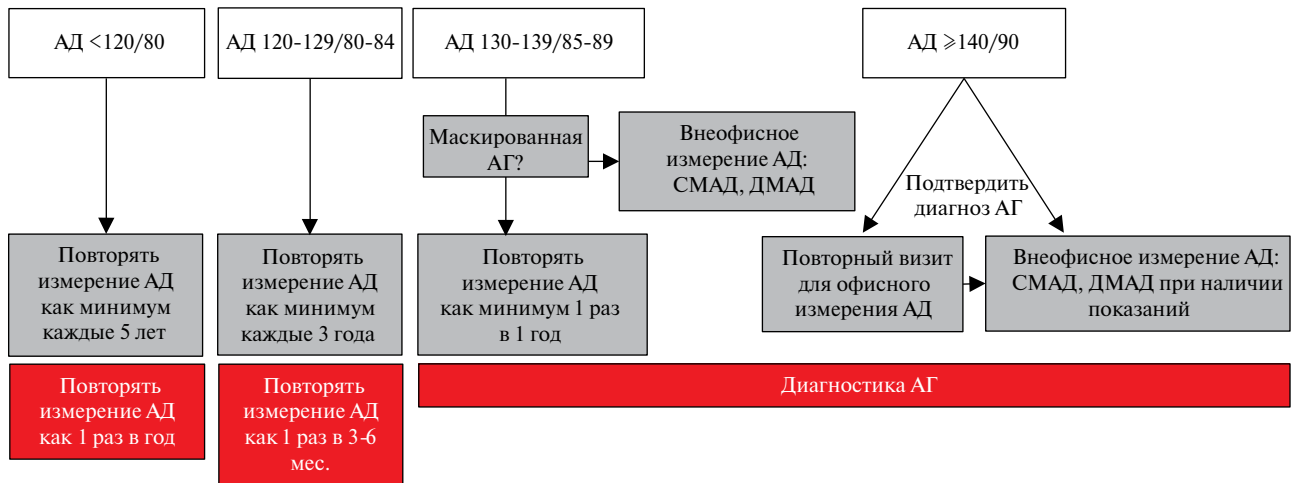 АД <120/80
АД 120-129/80-84
АД 130-139/85-89
АД ⩾140/90
Маскированная
АГ?
Внеофисное
измерение АД:
СМАД, ДМАД
Подтвердить
диагноз АГ
Повторять
измерение АД
как минимум
каждые 5 лет
Повторять
измерение АД
как минимум
каждые 3 года
Повторять
измерение АД
как минимум 1 раз
в 1 год
Повторный визит
для офисного
измерения АД
Внеофисное измерение АД:
СМАД, ДМАД при наличии
показаний
Повторять
измерение АД
как 1 раз в год
Повторять
измерение АД
как 1 раз в 3-6
мес.
Диагностика АГ